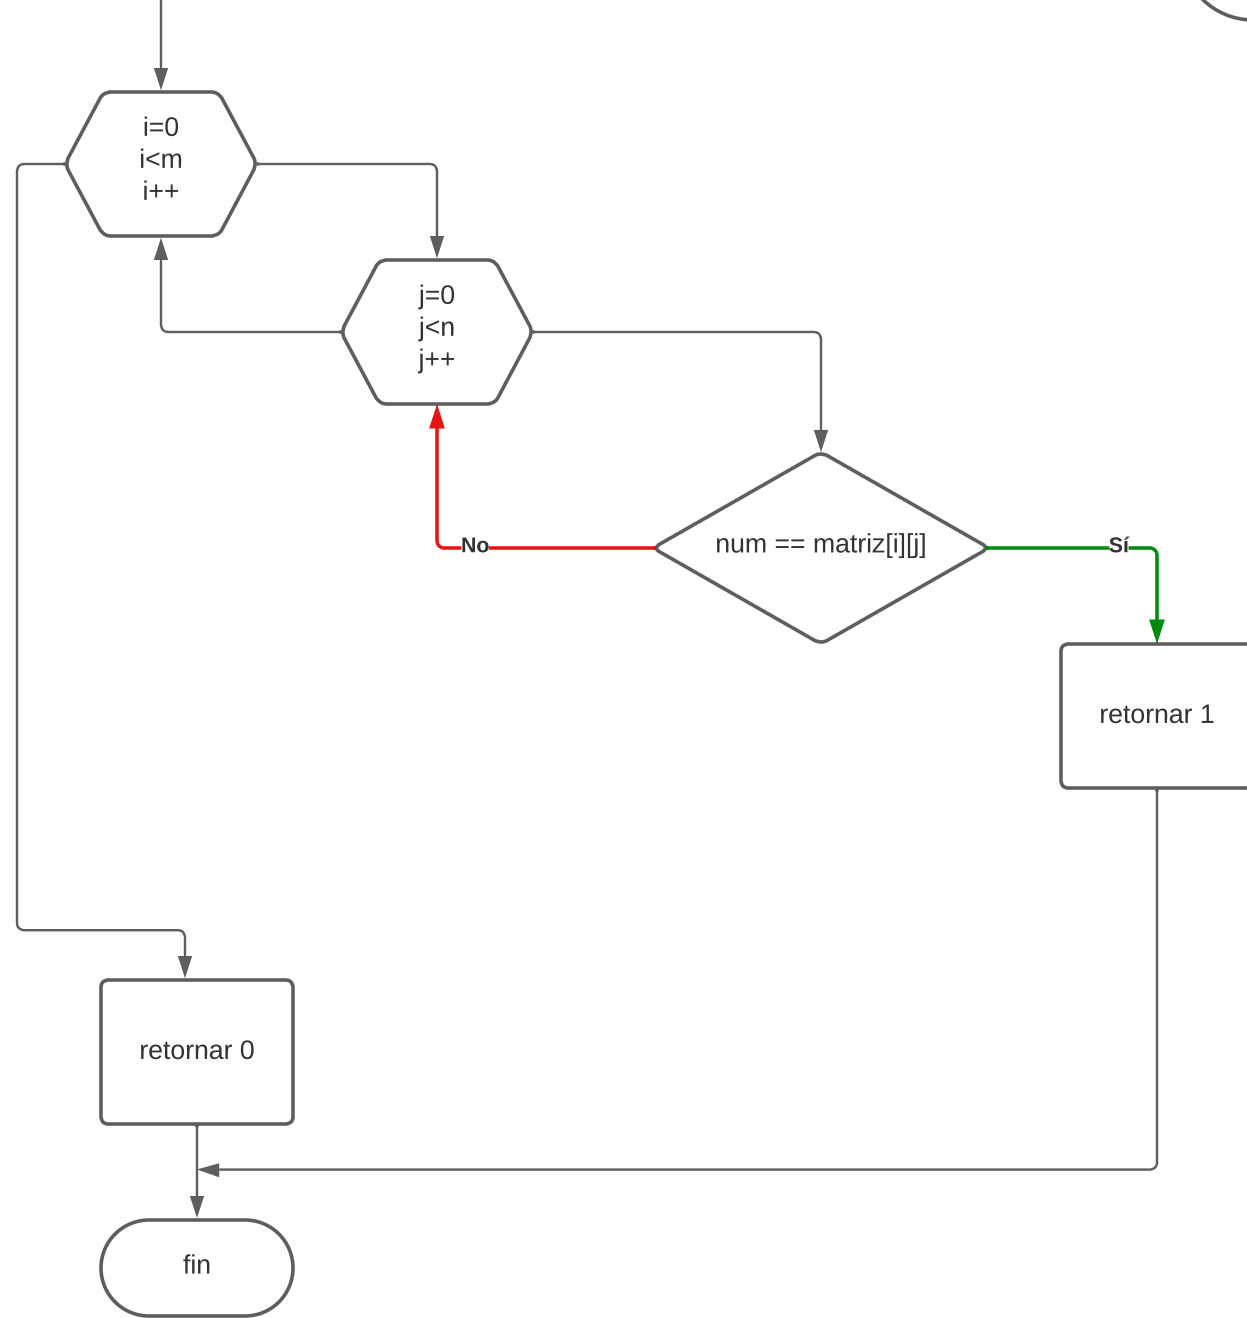 i=0
i<m
i++
j=0
j<n
j++
num == matriz[i][j]
No
Sí
retornar 1
retornar 0
fin